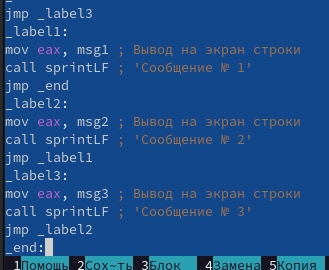 jmp _label3
_label1:
mov eax, msg1 ; Вывод на экран строки
call sprintLF ; 'Сообщение № 1'
jmp _end
_label2:
mov eax, msg2 ; Вывод на экран строки
call sprintLF ; 'Сообщение № 2'
jmp _label1
_label3:
mov eax, msg3 ; Вывод на экран строки
call sprintLF ; 'Сообщение № 3'
jmp _label2
_end:
1Помощь 2Сох~ть 3Блок 4Замена 5Копия